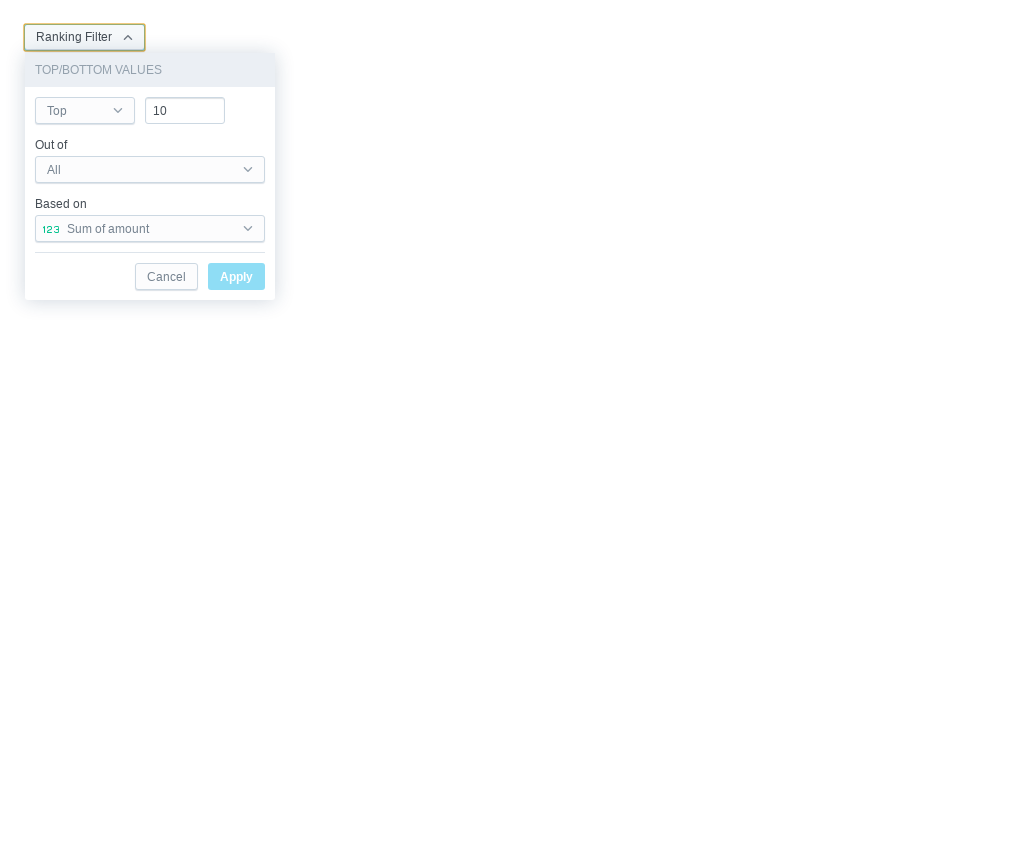 Ranking Filter
TOP/BOTTOM VALUES
Top 10
Out of
All
Based on
123 Sum of amount
Cancel Apply